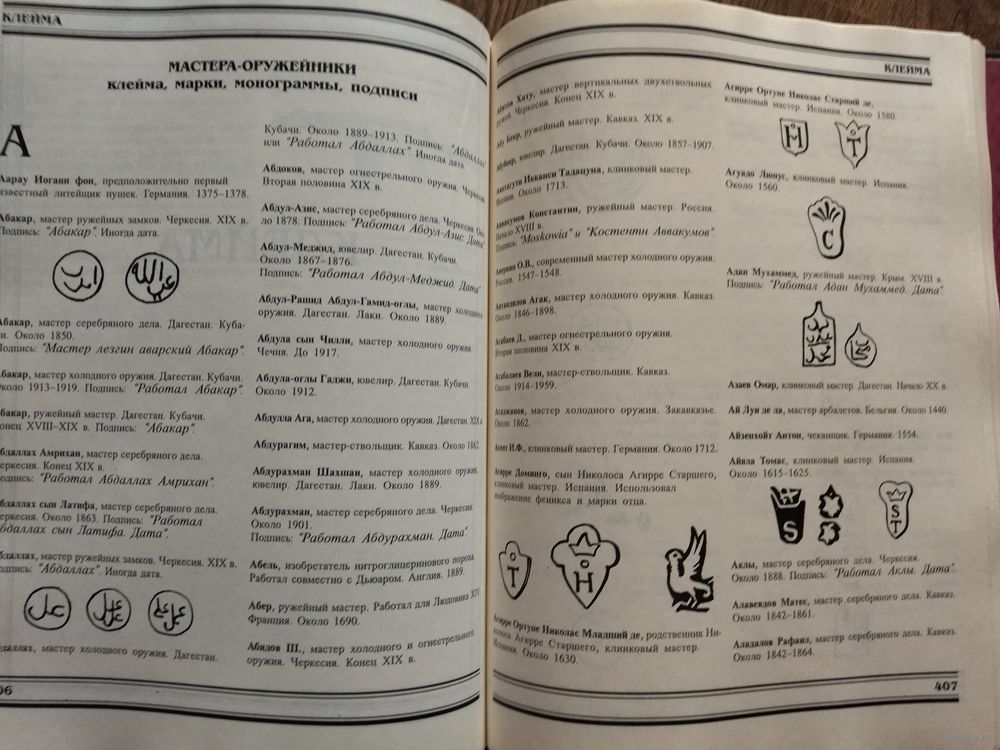 КЛЕЙМА
МАСТЕРА-ОРУЖЕЙНИКИ
клейма, марки, монограммы, подписи
А
Аарау Иоганн фон, предположительно первый
известный литейщик пушек. Германия. 1375–1378.
Абакар, мастер ружейных замков. Черкесия. XIX в.
Подпись: "Абакар". Иногда дата.
Абакар, мастер серебряного дела. Дагестан. Куба-
чи. Около 1850.
Подпись: "Мастер лезгин аварский Абакар".
Абакар, мастер холодного оружия. Дагестан. Кубачи.
Около 1913–1919. Подпись: "Работал Абакар".
Абакар, ружейный мастер. Дагестан. Кубачи.
Конец XVIII–XIX в. Подпись: "Абакар".
Абдаллах Амрихан, мастер серебряного дела.
Черкесия. Конец XIX в.
Подпись: "Работал Абдаллах Амрихан".
Абдаллах сын Латифа, мастер серебряного дела.
Черкесия. Около 1863. Подпись: "Работал
Абдаллах сын Латифа. Дата".
Абдаллах, мастер ружейных замков. Черкесия. XIX в.
Подпись: "Абдаллах". Иногда дата.
Абдаллах, мастер холодного оружия. Дагестан.
Кубачи. Около 1889–1913. Подпись: "Абдаллах"
или "Работал Абдаллах". Иногда дата.
Абдоков, мастер огнестрельного оружия. Черкесия.
Вторая половина XIX в.
Абдул-Азис, мастер серебряного дела. Черкесия. Око-
ло 1878. Подпись: "Работал Абдул-Азис. Дата".
Абдул-Меджид, ювелир. Дагестан. Кубачи.
Около 1867–1876.
Подпись: "Работал Абдул-Меджид. Дата".
Абдул-Рашид Абдул-Гамид-оглы, мастер холодного
оружия. Дагестан. Лаки. Около 1889.
Абдула сын Чилли, мастер холодного оружия.
Чечня. До 1917.
Абдула-оглы Гаджи, ювелир. Дагестан. Кубачи.
Около 1912.
Абдулла Ага, мастер холодного оружия. Дагестан. XIX в.
Абдурагим, мастер-ствольщик. Кавказ. Около 1862.
Абдурахман Шахшаи, мастер холодного оружия,
ювелир. Дагестан. Лаки. Около 1889.
Абдурахман, мастер серебряного дела. Черкесия.
Около 1901.
Подпись: "Работал Абдурахман. Дата".
Абель, изобретатель нитроглицеринового пороха.
Работал совместно с Дьюаром. Англия. 1889.
Абер, ружейный мастер. Работал для Людовика XIV.
Франция. Около 1690.
Абидов Ш., мастер холодного и огнестрельного
оружия. Черкесия. Конец XIX в.
КЛЕЙМА
Хату, мастер вертикальных двухствольных
ружей. Черкесия. Конец XIX в.
Абу Бекр, ружейный мастер. Кавказ. XIX в.
ювелир. Дагестан. Кубачи. Около 1857–1907.
Икканси Тадацуна, клинковый мастер.
Япония. Около 1713.
Аввакумов Константин, ружейный мастер. Россия.
Начало XVIII в.
Подпись: "Moskowia" и "Костенти Аввакумов".
Аверкин О.В., современный мастер холодного оружия.
Россия. 1547–1548.
Агак, мастер холодного оружия. Кавказ.
Около 1846–1898.
Агабаев Д., мастер огнестрельного оружия.
Вторая половина XIX в.
Вели, мастер-ствольщик. Кавказ.
Около 1914–1959.
Агаджанов, мастер холодного оружия. Закавказье.
Около 1862.
И.Ф., клинковый мастер. Германия. Около 1712.
Агирре Доминго, сын Николоса Агирре Старшего,
клинковый мастер. Испания. Использовал
изображение феникса и марки отца.
T
H
Агирре Ортуне Николас Младший де, родственник Ни-
колоса Агирре Старшего, клинковый мастер.
Испания. Около 1630.
Агирре Ортуне Николас Старший де,
клинковый мастер. Испания. Около 1580.
H
T
Агуадо Люпус, клинковый мастер. Испания.
Около 1560.
C
Адан Мухаммед, ружейный мастер. Крым. XVIII в.
Подпись: "Работал Адан Мухаммед. Дата".
Азаев Омар, клинковый мастер. Дагестан. Начало XX в.
Ай Луи де ла, мастер арбалетов. Бельгия. Около 1440.
Айзенхойт Антон, чеканщик. Германия. 1554.
Айяла Томас, клинковый мастер. Испания.
Около 1615–1625.
S
ST
Аклы, мастер серебряного дела. Черкесия.
Около 1888. Подпись: "Работал Аклы. Дата".
Алавердов Матес, мастер серебряного дела. Кавказ.
Около 1842–1861.
Аладалов Рафаил, мастер серебряного дела. Кавказ.
Около 1842–1864.
06
407